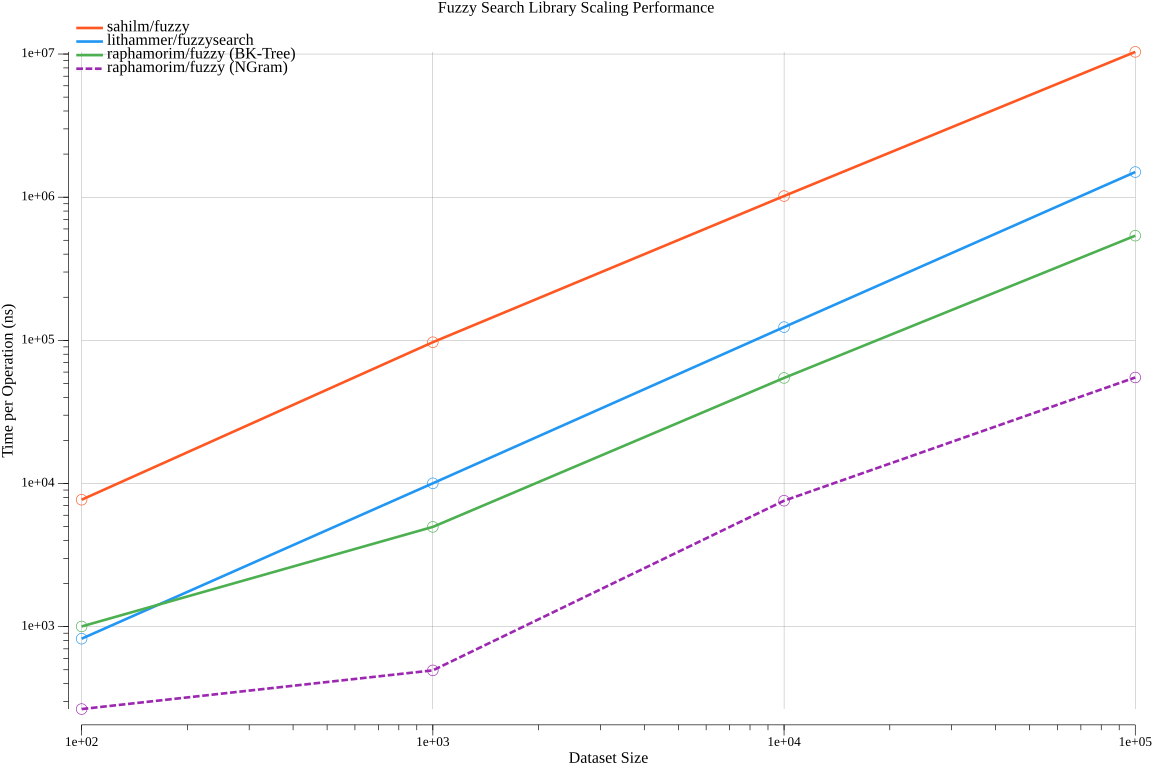 Fuzzy Search Library Scaling Performance
sahilm/fuzzy
lithammer/fuzzysearch
raphamorim/fuzzy (BK-Tree)
raphamorim/fuzzy (NGram)
1e+07
1e+06
1e+05
1e+04
1e+03
Time per Operation (ns)
1e+02 1e+03 1e+04 1e+05
Dataset Size